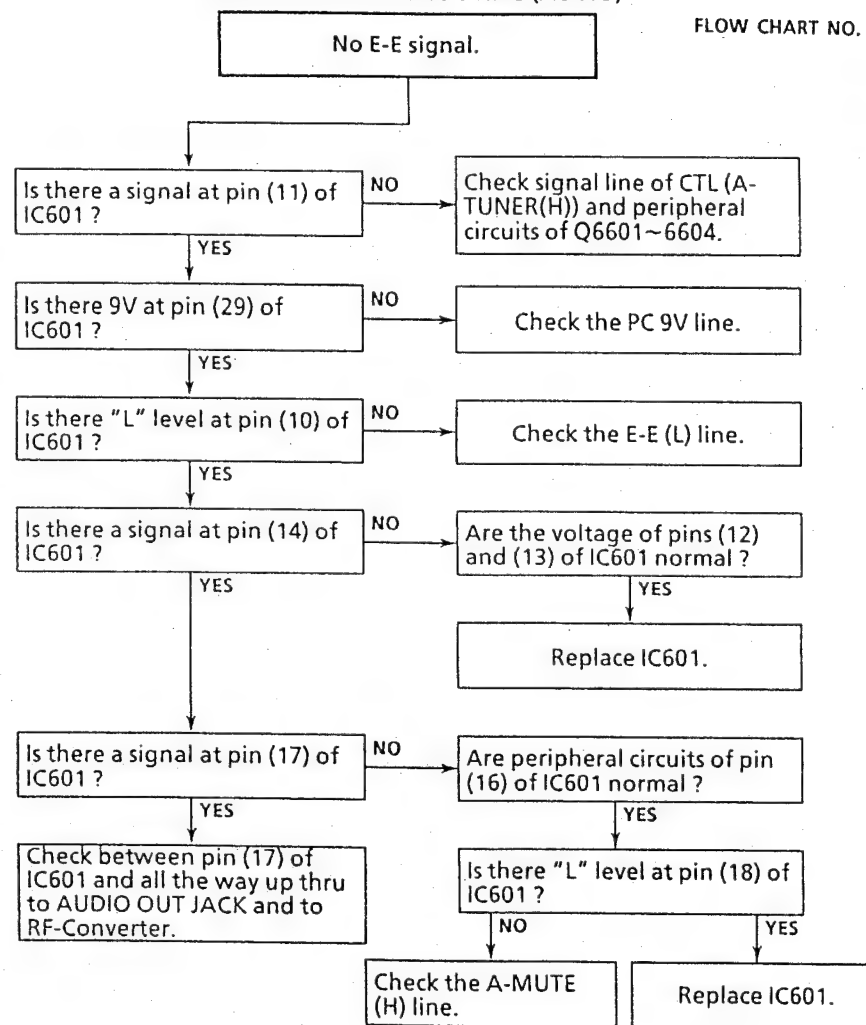 FLOW CHART NO.
No E-E signal.
Is there a signal at pin (11) of
IC601 ?
NO
Check signal line of CTL (A-
TUNER(H)) and peripheral
circuits of Q6601~6604.
YES
Is there 9V at pin (29) of
IC601 ?
NO
Check the PC 9V line.
YES
Is there "L" level at pin (10) of
IC601 ?
NO
Check the E-E (L) line.
YES
Is there a signal at pin (14) of
IC601 ?
NO
Are the voltage of pins (12)
and (13) of IC601 normal ?
YES
YES
Replace IC601.
Is there a signal at pin (17) of
IC601 ?
NO
Are peripheral circuits of pin
(16) of IC601 normal ?
YES
YES
Check between pin (17) of
IC601 and all the way up thru
to AUDIO OUT JACK and to
RF-Converter.
Is there "L" level at pin (18) of
IC601 ?
NO
YES
Check the A-MUTE
(H) line.
Replace IC601.